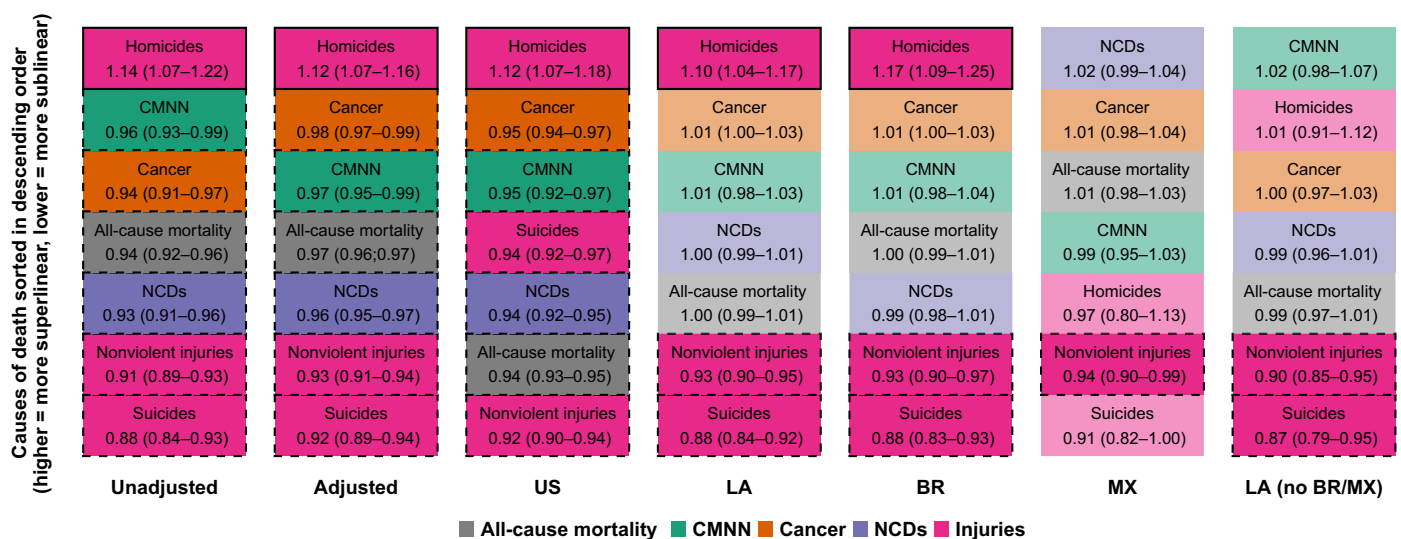 Causes of death sorted in descending order
(higher = more superlinear, lower = more sublinear)
Homicides
1.14 (1.07–1.22)
CMNN
0.96 (0.93–0.99)
Cancer
0.94 (0.91–0.97)
All-cause mortality
0.94 (0.92–0.96)
NCDs
0.93 (0.91–0.96)
Nonviolent injuries
0.91 (0.89–0.93)
Suicides
0.88 (0.84–0.93)
Unadjusted
Homicides
1.12 (1.07–1.16)
Cancer
0.98 (0.97–0.99)
CMNN
0.97 (0.95–0.99)
All-cause mortality
0.97 (0.96;0.97)
NCDs
0.96 (0.95–0.97)
Nonviolent injuries
0.93 (0.91–0.94)
Suicides
0.92 (0.89–0.94)
Adjusted
Homicides
1.12 (1.07–1.18)
Cancer
0.95 (0.94–0.97)
CMNN
0.95 (0.92–0.97)
Suicides
0.94 (0.92–0.97)
NCDs
0.94 (0.92–0.95)
All-cause mortality
0.94 (0.93–0.95)
Nonviolent injuries
0.92 (0.90–0.94)
US
Homicides
1.10 (1.04–1.17)
Cancer
1.01 (1.00–1.03)
CMNN
1.01 (0.98–1.03)
NCDs
1.00 (0.99–1.01)
All-cause mortality
1.00 (0.99–1.01)
Nonviolent injuries
0.93 (0.90–0.95)
Suicides
0.88 (0.84–0.92)
LA
Homicides
1.17 (1.09–1.25)
Cancer
1.01 (1.00–1.03)
CMNN
1.01 (0.98–1.04)
All-cause mortality
1.00 (0.99–1.01)
NCDs
0.99 (0.98–1.01)
Nonviolent injuries
0.93 (0.90–0.97)
Suicides
0.88 (0.83–0.93)
BR
NCDs
1.02 (0.99–1.04)
Cancer
1.01 (0.98–1.04)
All-cause mortality
1.01 (0.98–1.03)
CMNN
0.99 (0.95–1.03)
Homicides
0.97 (0.80–1.13)
Nonviolent injuries
0.94 (0.90–0.99)
Suicides
0.91 (0.82–1.00)
MX
CMNN
1.02 (0.98–1.07)
Homicides
1.01 (0.91–1.12)
Cancer
1.00 (0.97–1.03)
NCDs
0.99 (0.96–1.01)
All-cause mortality
0.99 (0.97–1.01)
Nonviolent injuries
0.90 (0.85–0.95)
Suicides
0.87 (0.79–0.95)
LA (no BR/MX)
All-cause mortality CMNN Cancer NCDs Injuries